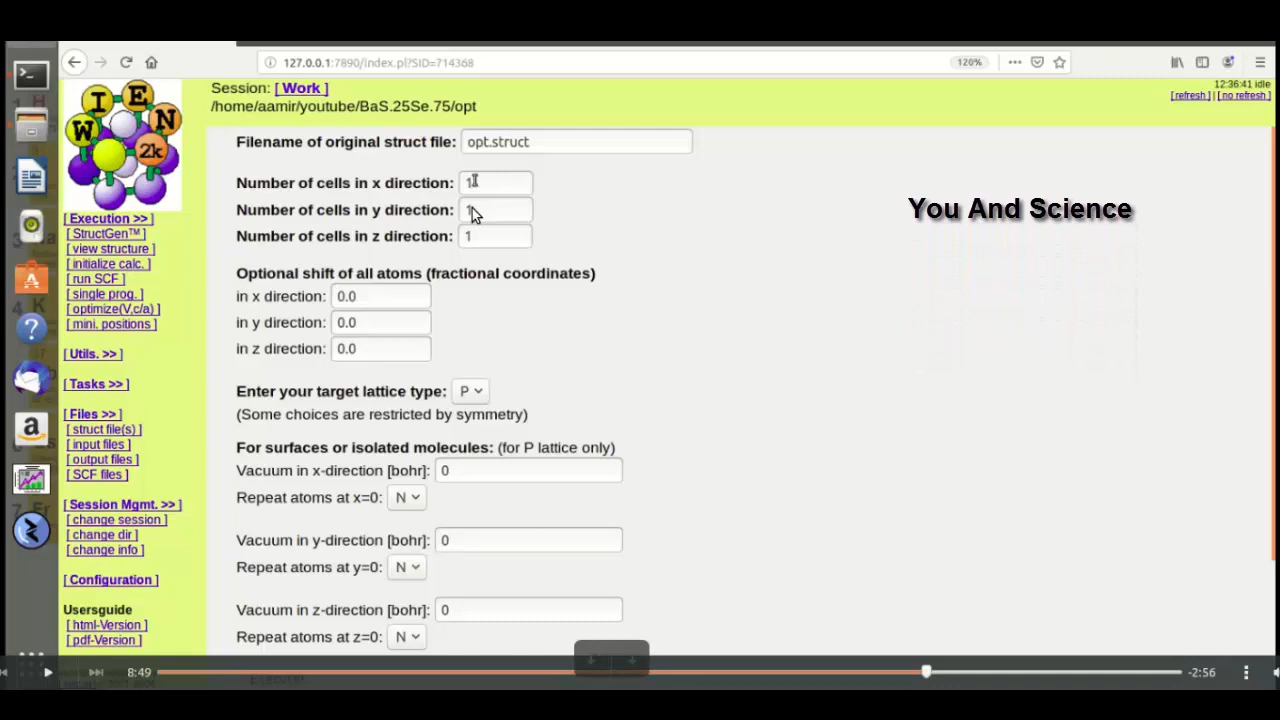 127.0.0.1:7890/index.pl?SID=714368
120%
Session: [ Work ]
/home/aamir/youtube/BaS.25Se.75/opt
12:36:41 idle
[ refresh ] | [ no refresh ]
W I E N 2k
[ Execution >> ]
[ StructGen™ ]
[ view structure ]
[ initialize calc. ]
[ run SCF ]
[ single prog. ]
[ optimize(V,c/a) ]
[ mini. positions ]
[ Utils. >> ]
[ Tasks >> ]
[ Files >> ]
[ struct file(s) ]
[ input files ]
[ output files ]
[ SCF files ]
[ Session Mgmt. >> ]
[ change session ]
[ change dir ]
[ change info ]
[ Configuration ]
Usersguide
[ html-Version ]
[ pdf-Version ]
Filename of original struct file: opt.struct
Number of cells in x direction: 1
Number of cells in y direction: 1
Number of cells in z direction: 1
Optional shift of all atoms (fractional coordinates)
in x direction: 0.0
in y direction: 0.0
in z direction: 0.0
Enter your target lattice type: P
(Some choices are restricted by symmetry)
For surfaces or isolated molecules: (for P lattice only)
Vacuum in x-direction [bohr]: 0
Repeat atoms at x=0: N
Vacuum in y-direction [bohr]: 0
Repeat atoms at y=0: N
Vacuum in z-direction [bohr]: 0
Repeat atoms at z=0: N
You And Science
8:49
-2:56